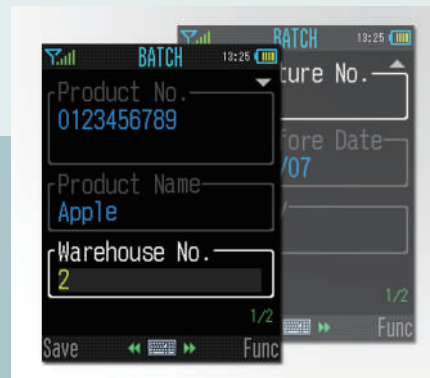 BATCH 13:25
Product No.
0123456789
Product Name
Apple
Warehouse No.
2
1/2
Save Func
BATCH 13:25
ture No.
fore Date
/07
1/2
Func